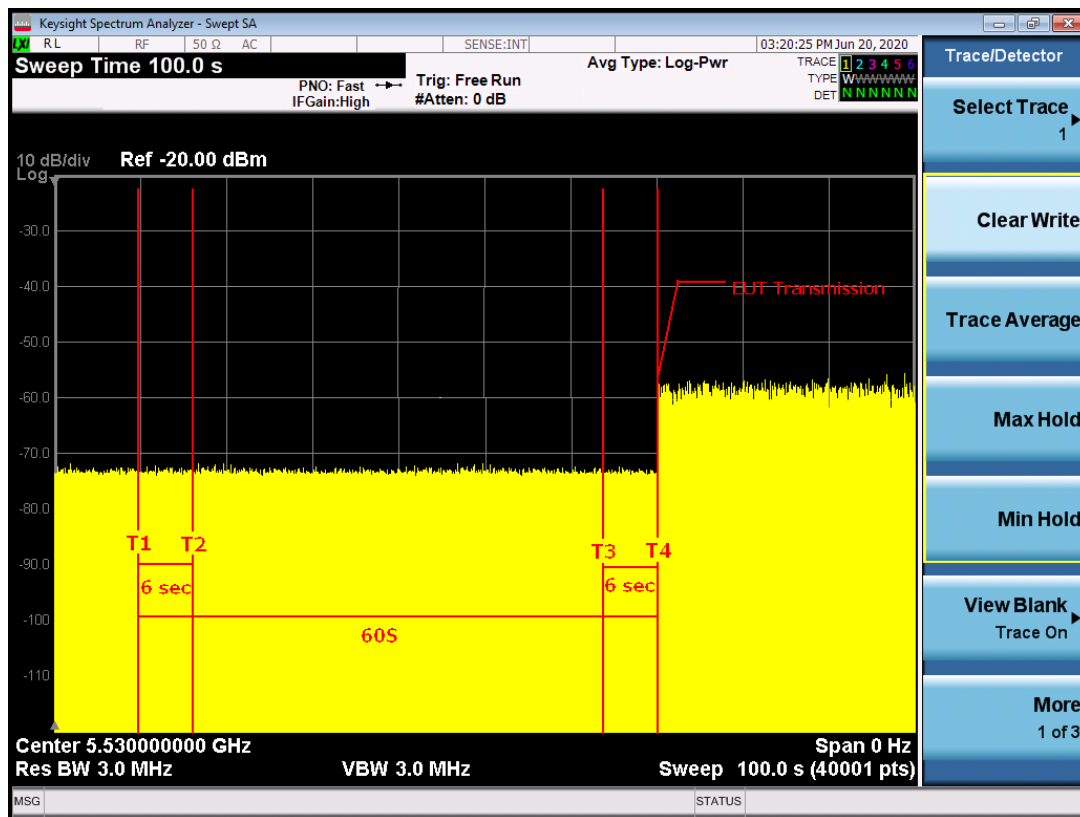 Keysight Spectrum Analyzer - Swept SA
LXI RL RF 50 Ω AC SENSE:INT 03:20:25 PM Jun 20, 2020
Sweep Time 100.0 s
PNO: Fast
IFGain:High
Trig: Free Run
#Atten: 0 dB
Avg Type: Log-Pwr
TRACE 1 2 3 4 5 6
TYPE WWWWWW
DET N N N N N N
10 dB/div Ref -20.00 dBm
Log
-30.0
-40.0
-50.0
-60.0
-70.0
-80.0
-90.0
-100
-110
EUT Transmission
T1 T2 T3 T4
6 sec 6 sec
60S
Center 5.530000000 GHz Span 0 Hz
Res BW 3.0 MHz VBW 3.0 MHz Sweep 100.0 s (40001 pts)
MSG STATUS
Trace/Detector
Select Trace
1
Clear Write
Trace Average
Max Hold
Min Hold
View Blank
Trace On
More
1 of 3